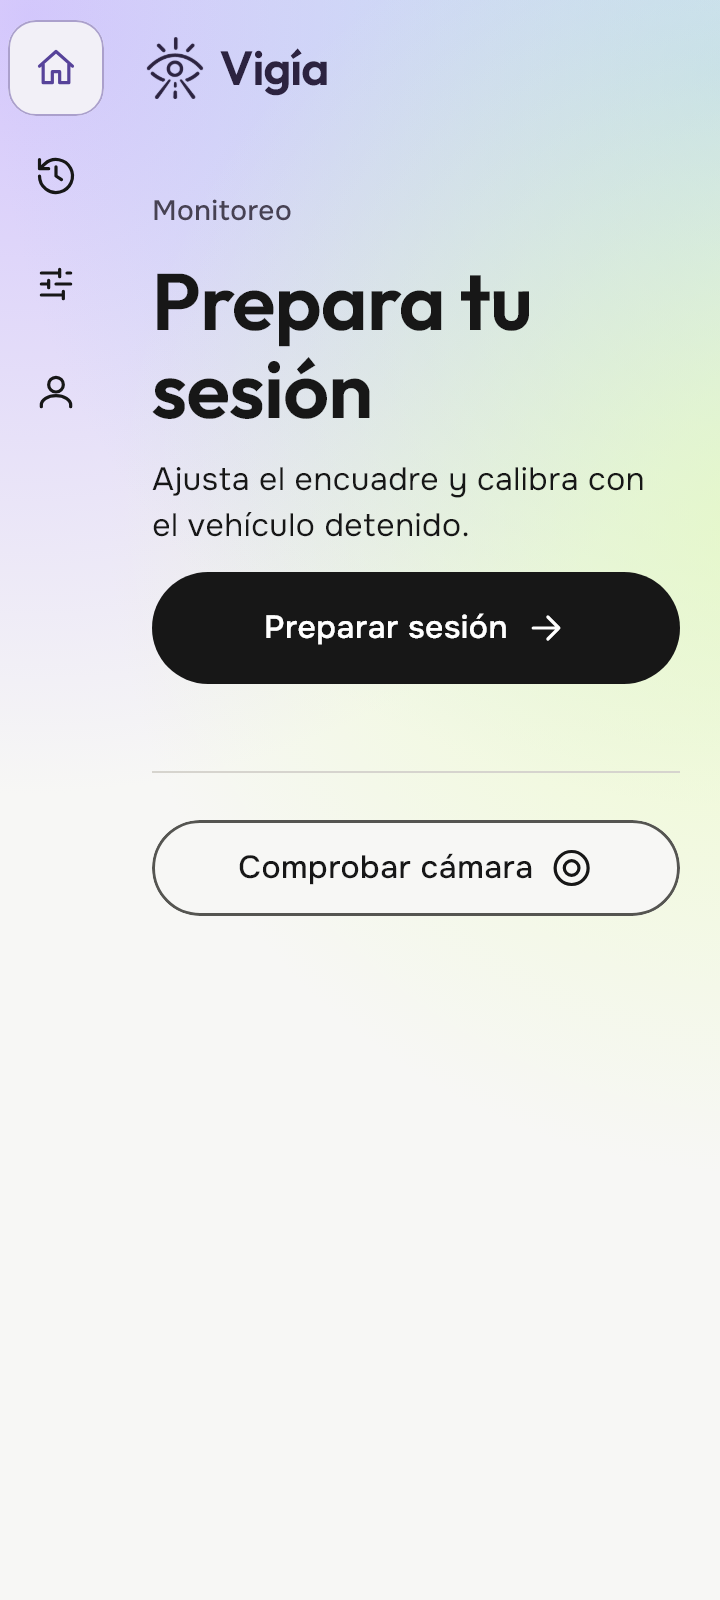 Vigía
Monitoreo
Prepara tu
sesión
Ajusta el encuadre y calibra con
el vehículo detenido.
Preparar sesión
Comprobar cámara